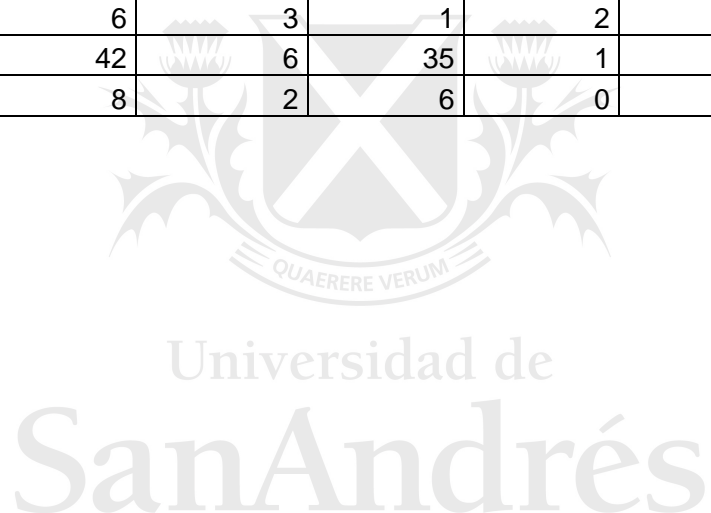 6 3 1 2
42 6 35 1
8 2 6 0
QUAERERE VERUM
Universidad de
SanAndrés